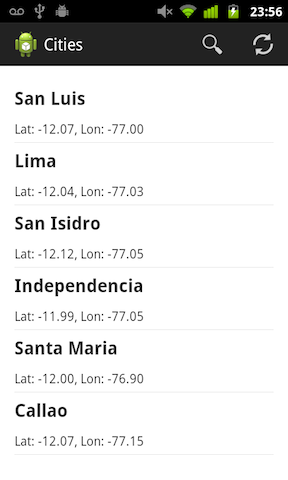 23:56
Cities
San Luis
Lat: -12.07, Lon: -77.00
Lima
Lat: -12.04, Lon: -77.03
San Isidro
Lat: -12.12, Lon: -77.05
Independencia
Lat: -11.99, Lon: -77.05
Santa Maria
Lat: -12.00, Lon: -76.90
Callao
Lat: -12.07, Lon: -77.15